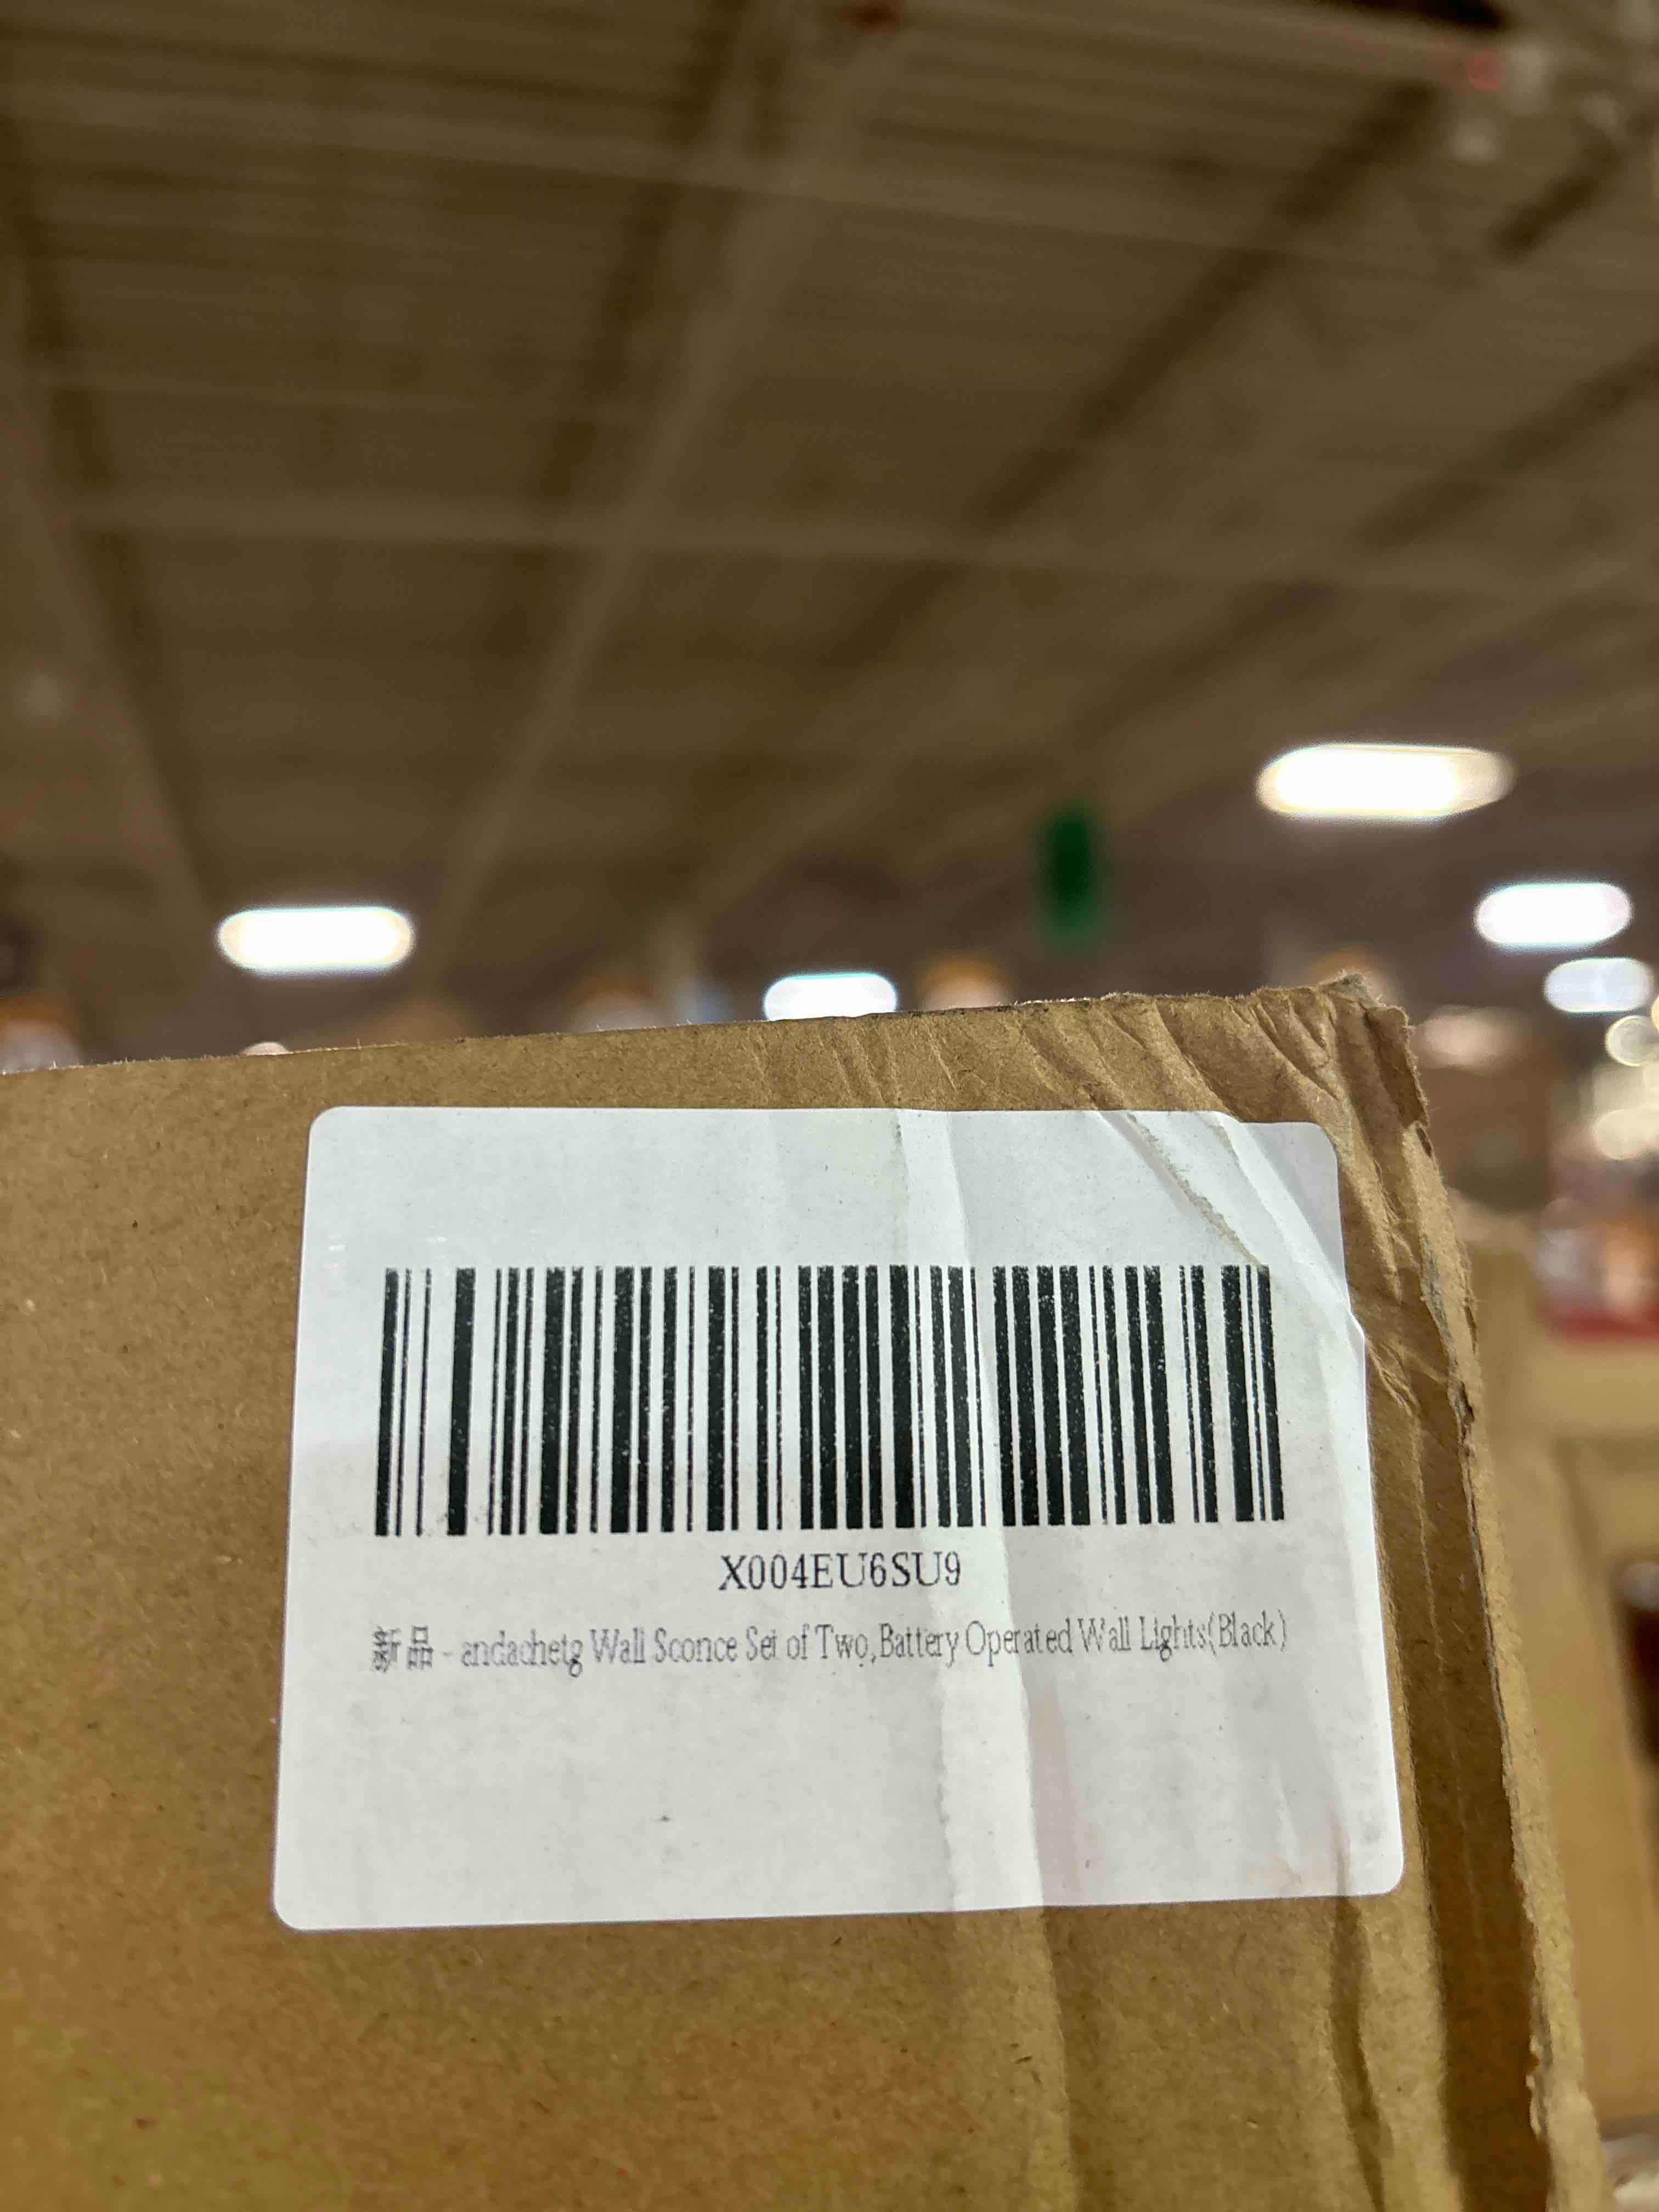 X004EU6SU9
新品 - andachetg Wall Sconce Set of Two,Battery Operated Wall Lights(Black)